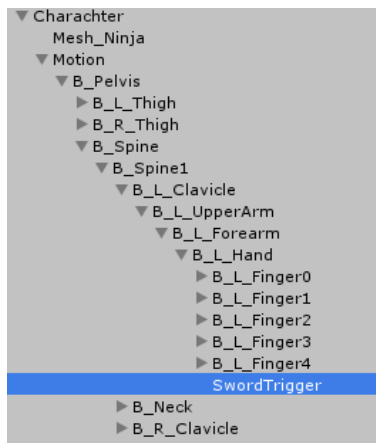 Charachter
Mesh_Ninja
Motion
B_Pelvis
B_L_Thigh
B_R_Thigh
B_Spine
B_Spine1
B_L_Clavicle
B_L_UpperArm
B_L_Forearm
B_L_Hand
B_L_Finger0
B_L_Finger1
B_L_Finger2
B_L_Finger3
B_L_Finger4
SwordTrigger
B_Neck
B_R_Clavicle